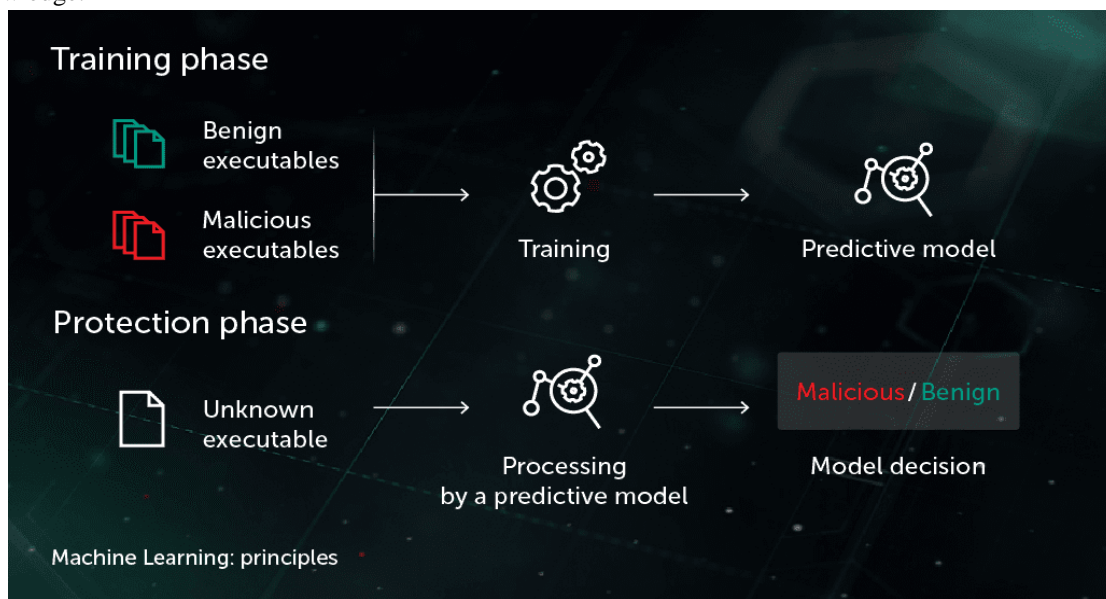 Training phase
Benign
executables
Malicious
executables
Training
Predictive model
Protection phase
Unknown
executable
Processing
by a predictive model
Malicious/Benign
Model decision
Machine Learning: principles